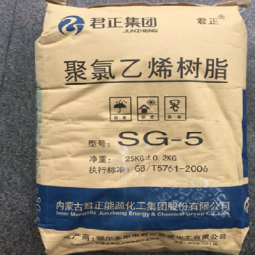 君正集团 君正®
JUNZHENG
聚氯乙烯树脂
型号: SG-5
净重: 25KG±0.2KG
执行标准: GB/T5761-2006
内蒙古君正能源化工集团股份有限公司
Inner Mongolia Junzheng Energy & Chemical Group Co.,Ltd.